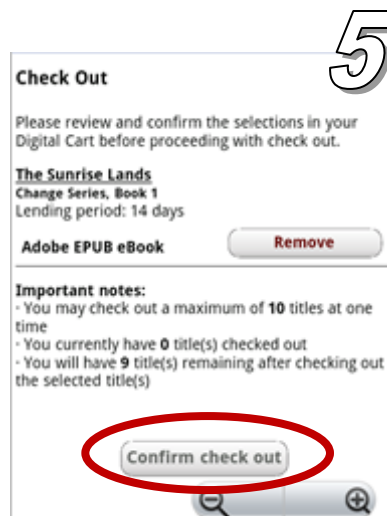 5
Check Out
Please review and confirm the selections in your
Digital Cart before proceeding with check out.
The Sunrise Lands
Change Series, Book 1
Lending period: 14 days
Adobe EPUB eBook
Remove
Important notes:
· You may check out a maximum of 10 titles at one
time
· You currently have 0 title(s) checked out
· You will have 9 title(s) remaining after checking out
the selected title(s)
Confirm check out